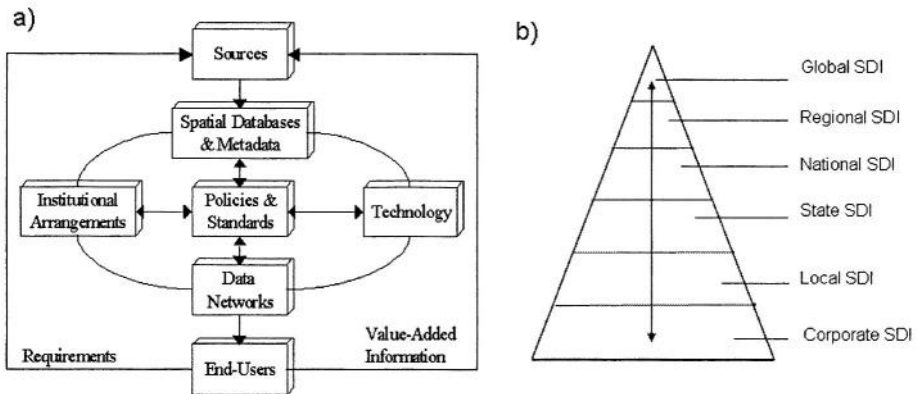 a)
Sources
Spatial Databases
& Metadata
Institutional
Arrangements
Policies &
Standards
Technology
Data
Networks
Requirements
Value-Added
Information
End-Users
b)
Global SDI
Regional SDI
National SDI
State SDI
Local SDI
Corporate SDI